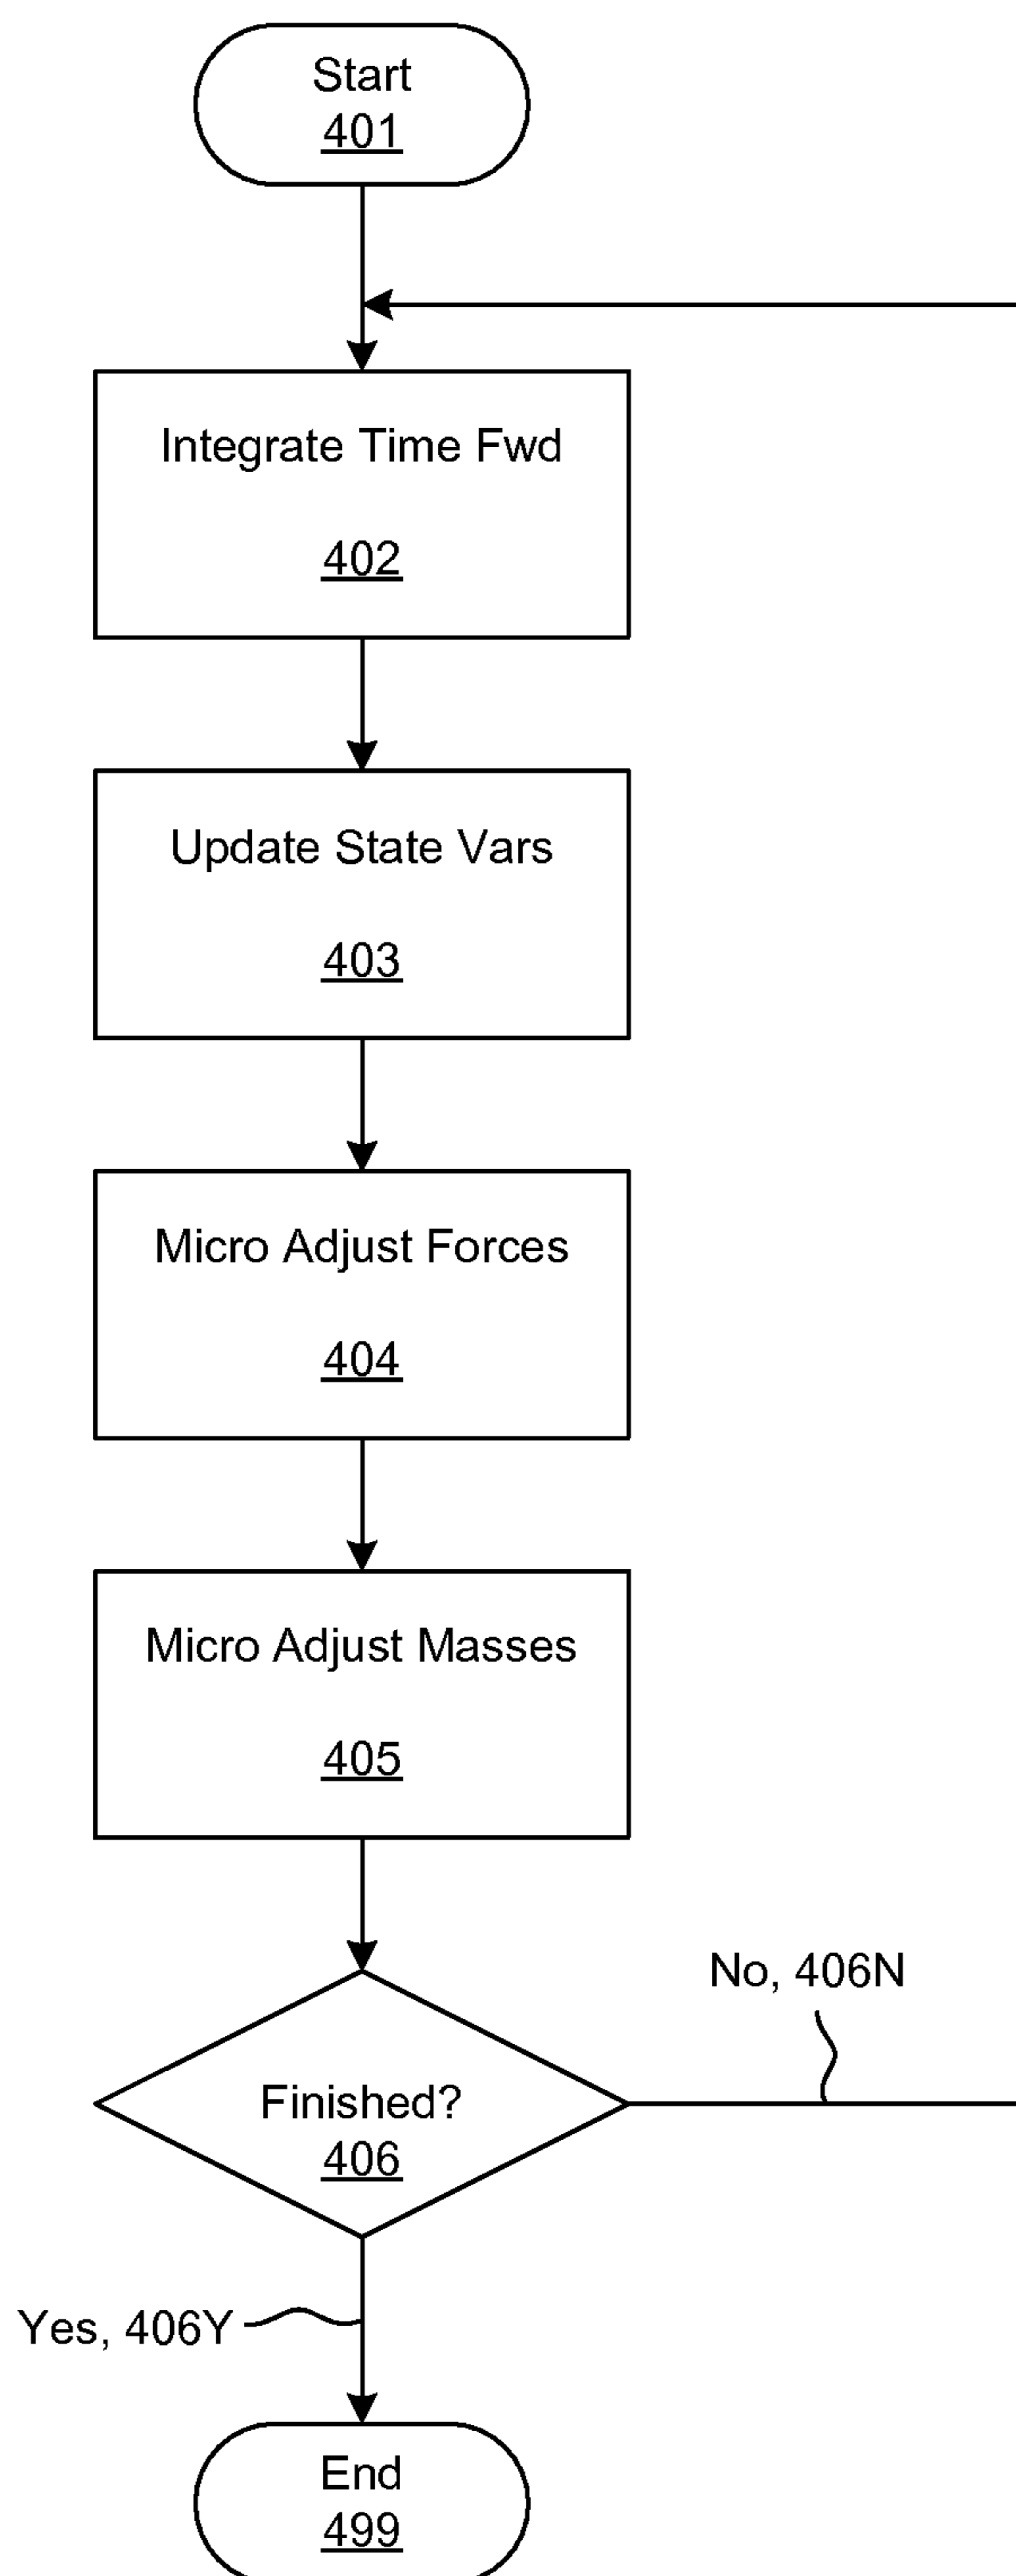 Start
401
Integrate Time Fwd
402
Update State Vars
403
Micro Adjust Forces
404
Micro Adjust Masses
405
No, 406N
Finished?
406
Yes, 406Y
End
499